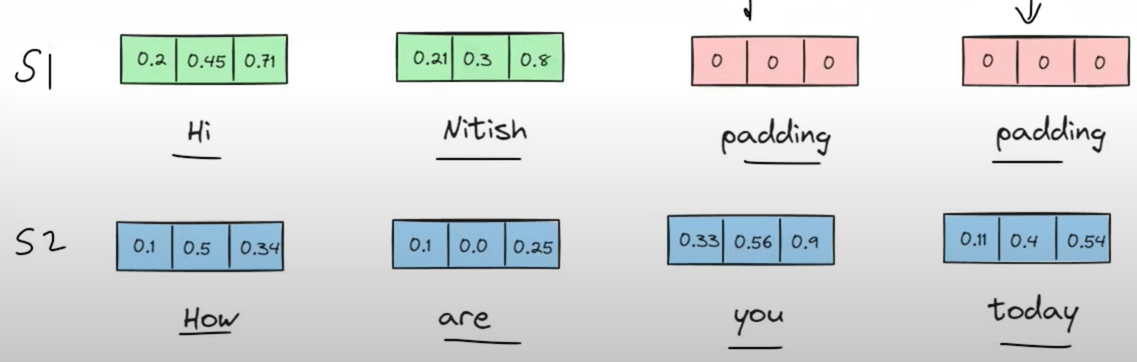 S1 0.2 0.45 0.71 0.21 0.3 0.8 0 0 0 0 0 0
Hi Nitish padding padding
S2 0.1 0.5 0.34 0.1 0.0 0.25 0.33 0.56 0.9 0.11 0.4 0.54
How are you today